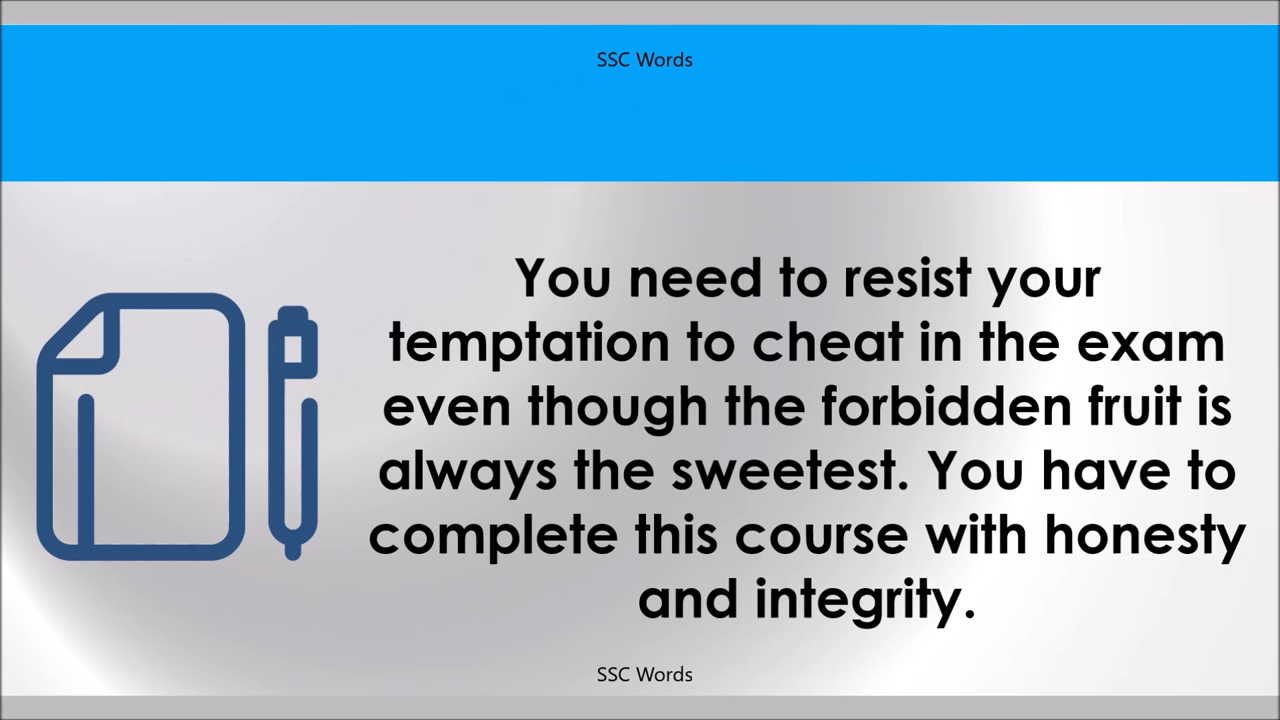 SSC Words
You need to resist your
temptation to cheat in the exam
even though the forbidden fruit is
always the sweetest. You have to
complete this course with honesty
and integrity.
SSC Words